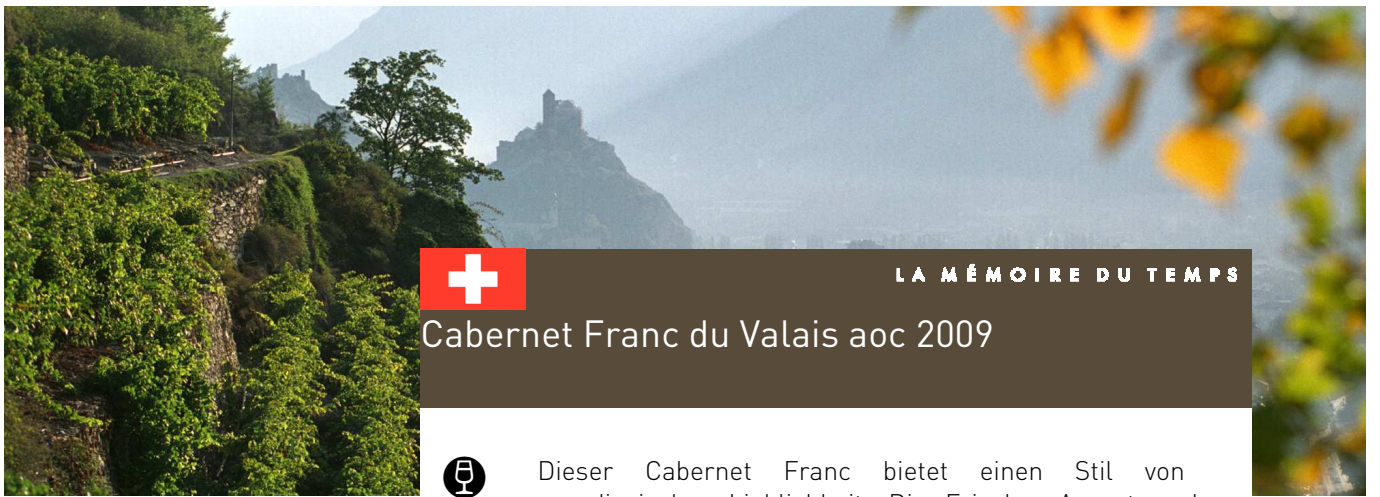 LA MÉMOIRE DU TEMPS
Cabernet Franc du Valais aoc 2009
Dieser Cabernet Franc bietet einen Stil von